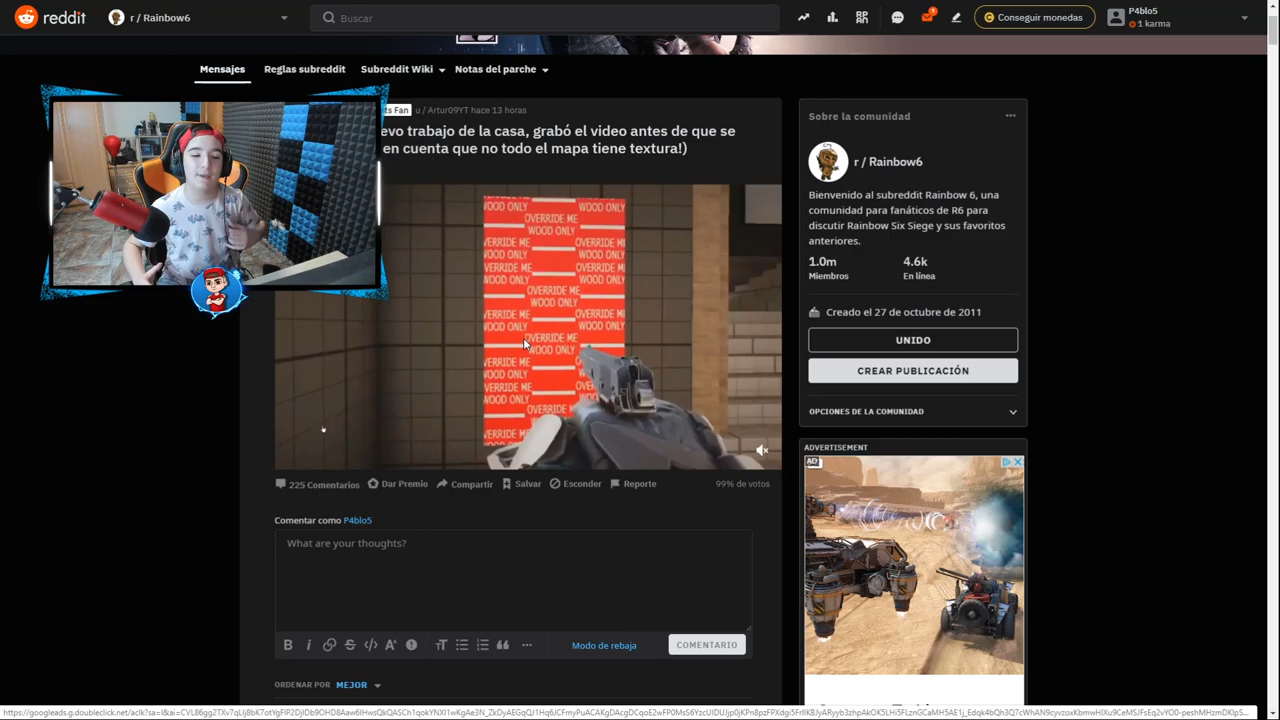 reddit
r / Rainbow6
Buscar
Conseguir monedas
P4blo5
1 karma
Mensajes
Reglas subreddit
Subreddit Wiki
Notas del parche
ts Fan
u / Artur09YT hace 13 horas
evo trabajo de la casa, grabó el video antes de que se
en cuenta que no todo el mapa tiene textura!)
Sobre la comunidad
r / Rainbow6
Bienvenido al subreddit Rainbow 6, una
comunidad para fanáticos de R6 para
discutir Rainbow Six Siege y sus favoritos
anteriores.
1.0m
Miembros
4.6k
En línea
Creado el 27 de octubre de 2011
UNIDO
CREAR PUBLICACIÓN
OPCIONES DE LA COMUNIDAD
OVERRIDE ME
WOOD ONLY
225 Comentarios
Dar Premio
Compartir
Salvar
Esconder
Reporte
99% de votos
Comentar como P4blo5
What are your thoughts?
Modo de rebaja
COMENTARIO
ORDENAR POR MEJOR
ADVERTISEMENT
AD